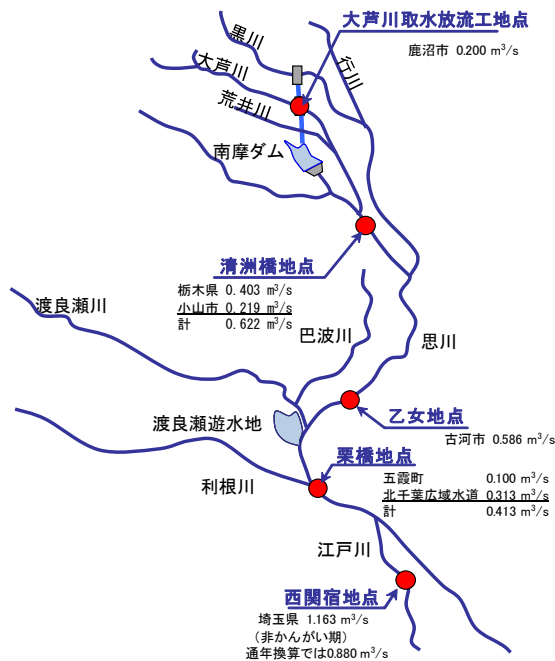 大芦川取水放流工地点
鹿沼市 0.200 m³/s
黒川
行川
大芦川
荒井川
南摩ダム
清洲橋地点
栃木県 0.403 m³/s
小山市 0.219 m³/s
計 0.622 m³/s
渡良瀬川
巴波川
思川
乙女地点
古河市 0.586 m³/s
渡良瀬遊水地
栗橋地点
五霞町 0.100 m³/s
北千葉広域水道 0.313 m³/s
計 0.413 m³/s
利根川
江戸川
西関宿地点
埼玉県 1.163 m³/s
（非かんがい期）
通年換算では0.880 m³/s